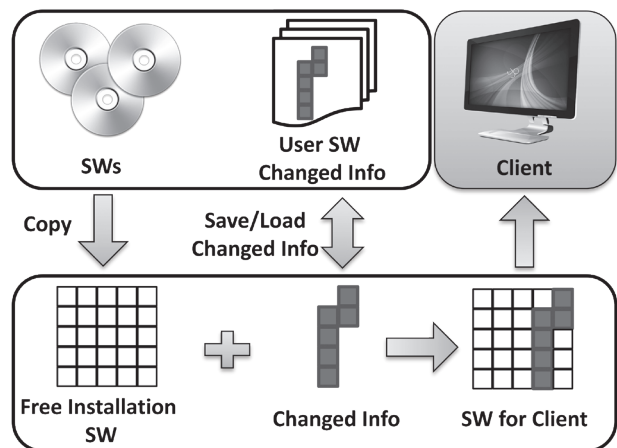 SWs
User SW
Changed Info
Client
Copy
Save/Load
Changed Info
Free Installation
SW
Changed Info
SW for Client